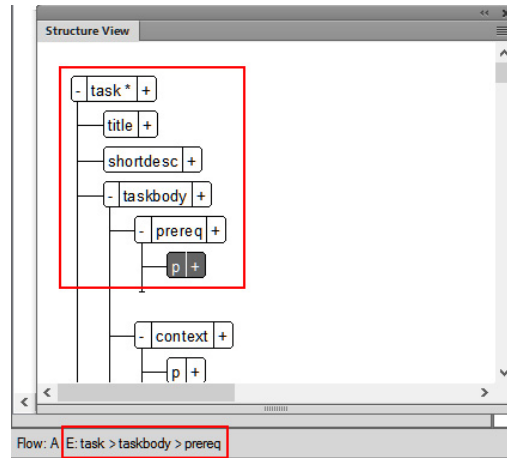 Structure View
- task * +
title +
shortdesc +
- taskbody +
- prereq +
p +
- context +
p +
Flow: A E: task > taskbody > prereq